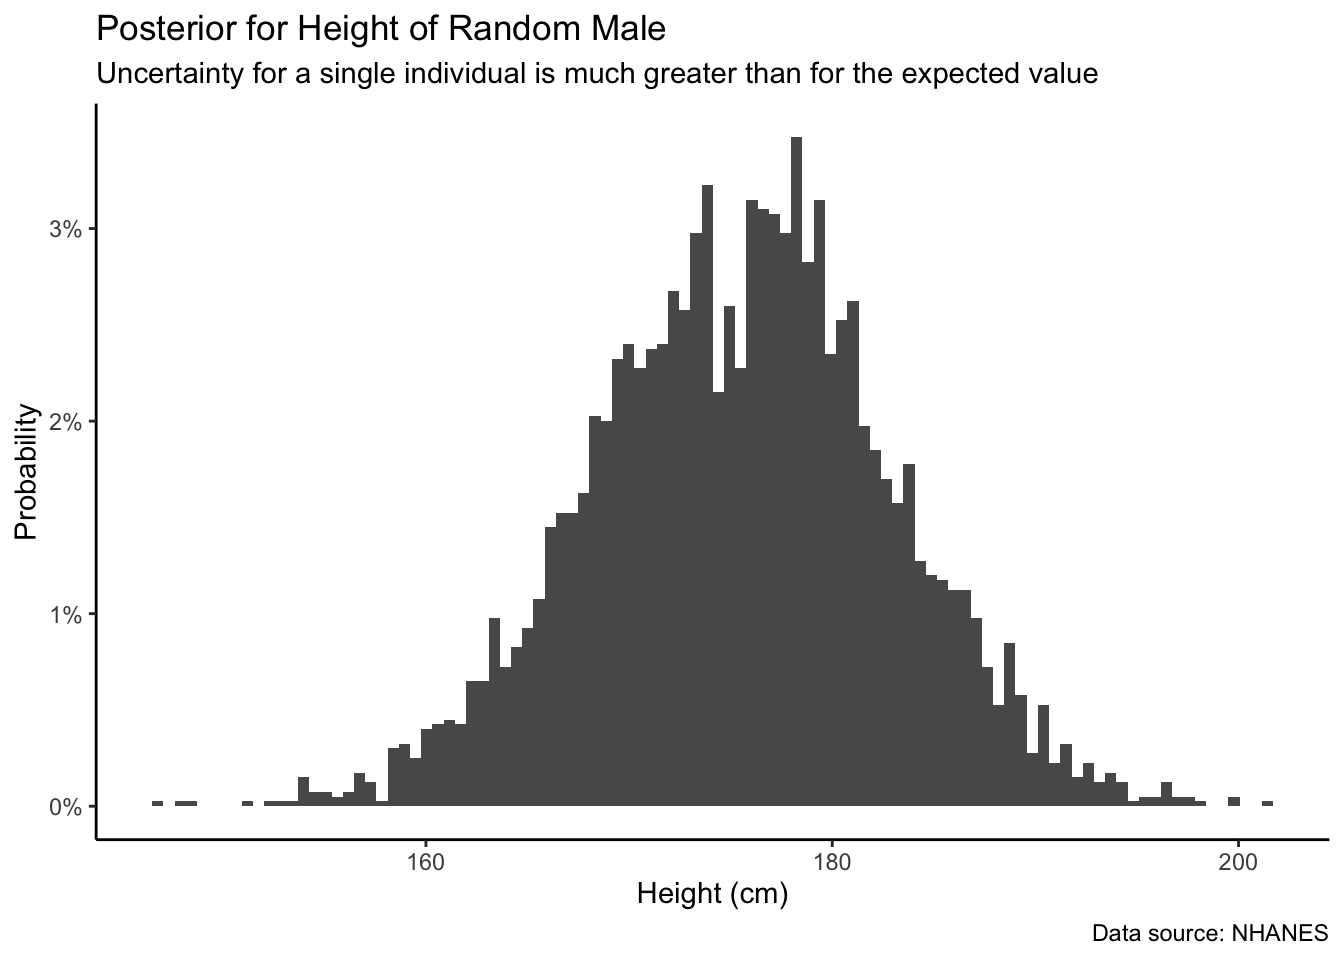 Posterior for Height of Random Male
Uncertainty for a single individual is much greater than for the expected value
Probability
3%
2%
1%
0%
160 180 200
Height (cm)
Data source: NHANES